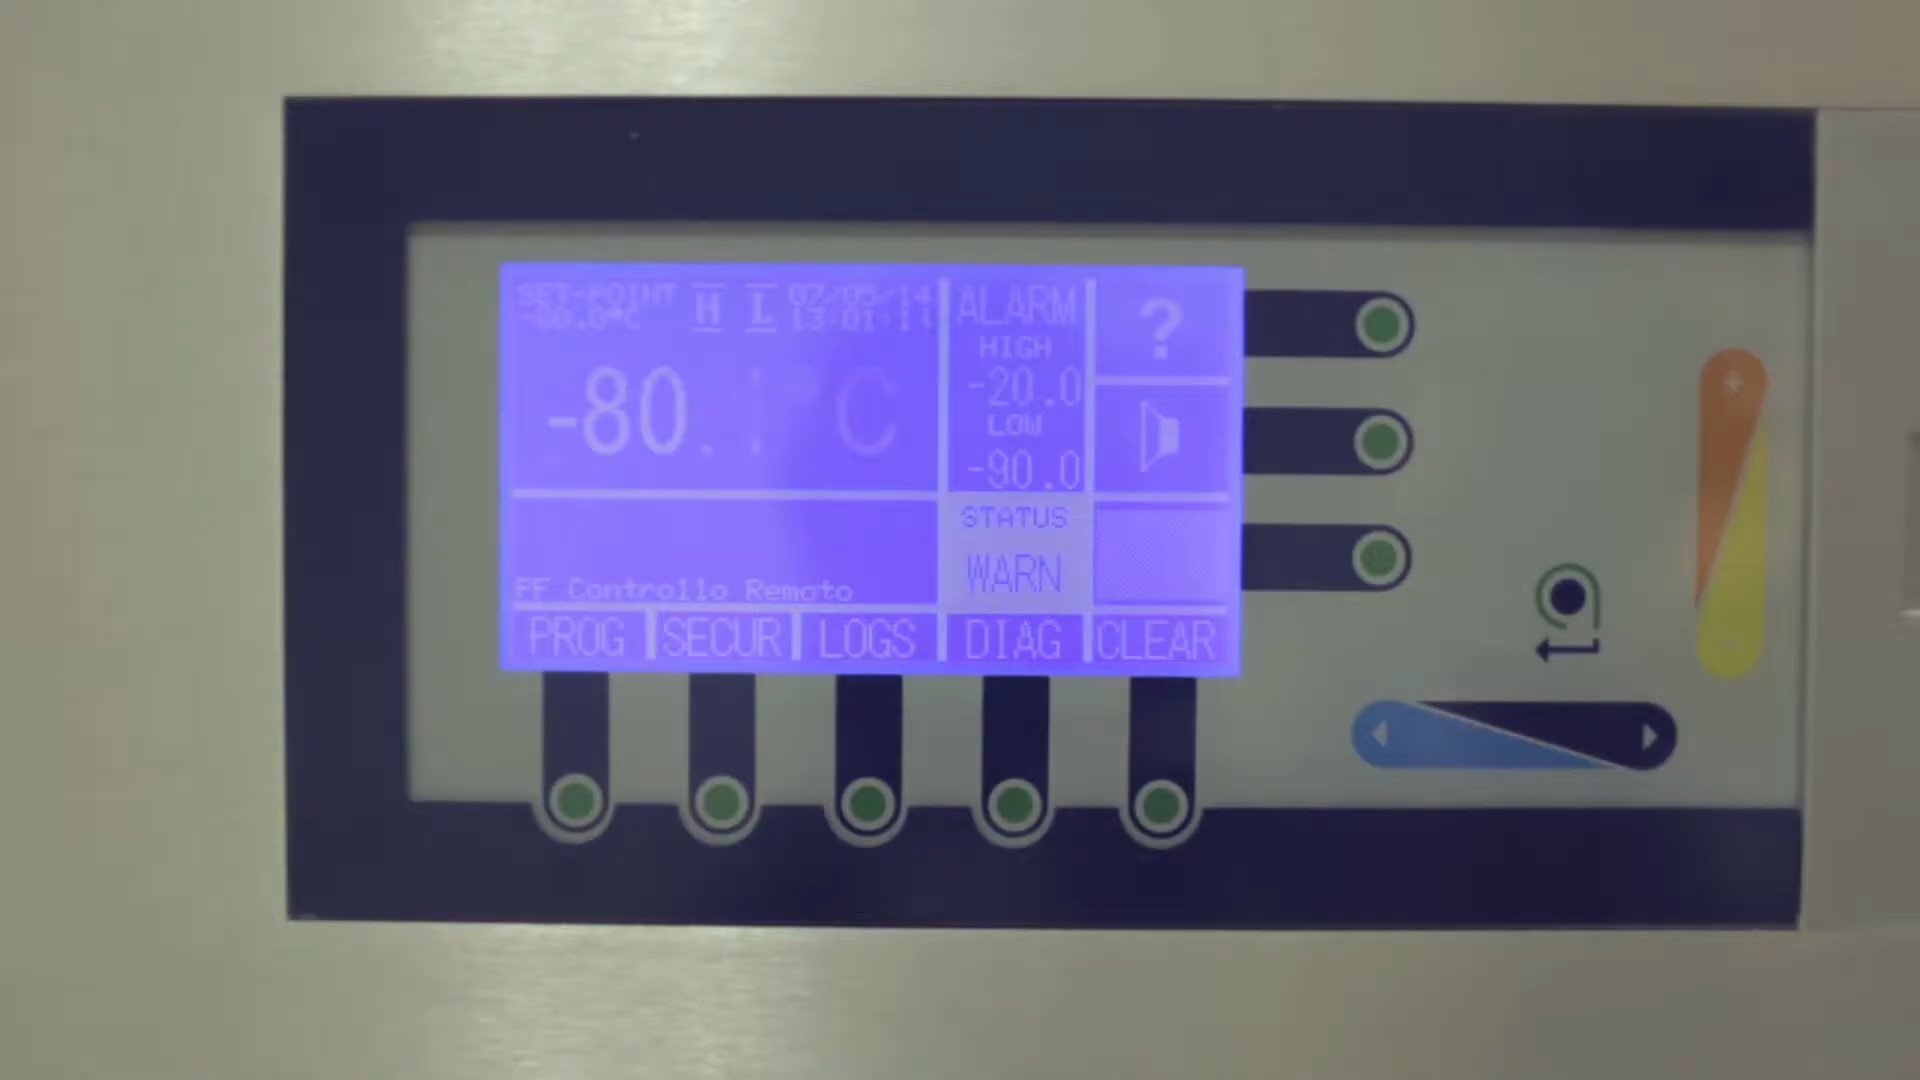 SET-POINT H L 07/05/14
-80.0°C 13:01:11
-80.1°C
ALARM
HIGH
-20.0
LOW
-90.0
?
STATUS
WARN
FF Controllo Remoto
PROG SECUR LOGS DIAG CLEAR